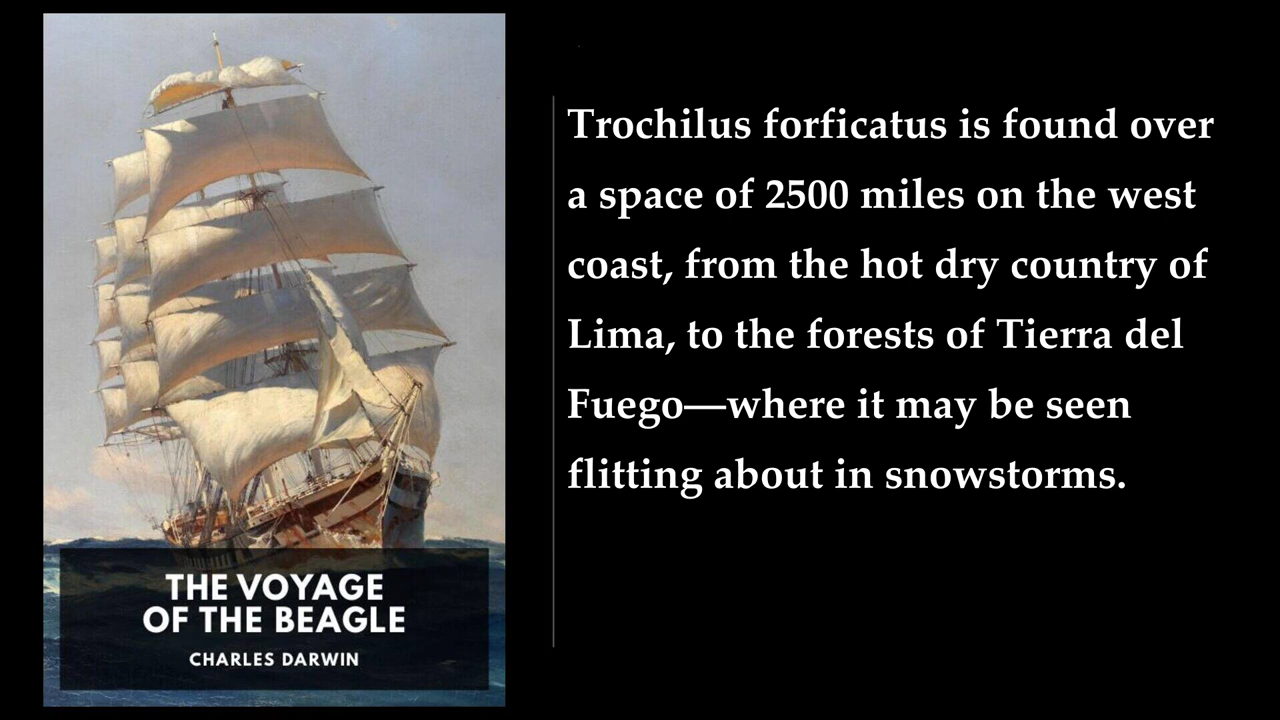 Trochilus forficatus is found over
a space of 2500 miles on the west
coast, from the hot dry country of
Lima, to the forests of Tierra del
Fuego—where it may be seen
flitting about in snowstorms.
THE VOYAGE
OF THE BEAGLE
CHARLES DARWIN